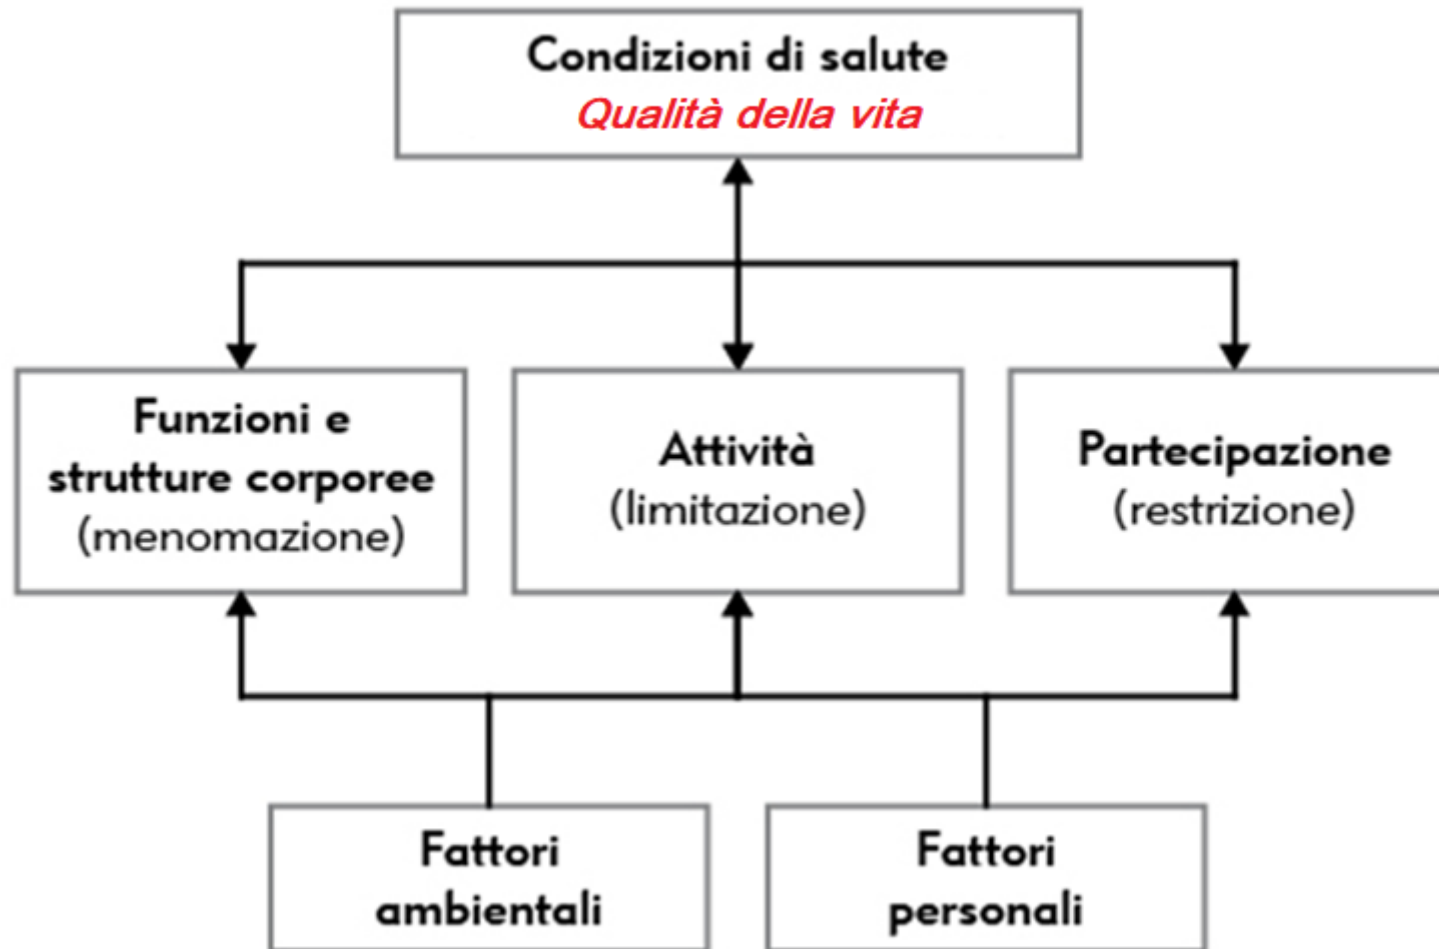 Condizioni di salute
Qualità della vita
Funzioni e
strutture corporee
(menomazione)
Attività
(limitazione)
Partecipazione
(restrizione)
Fattori
ambientali
Fattori
personali